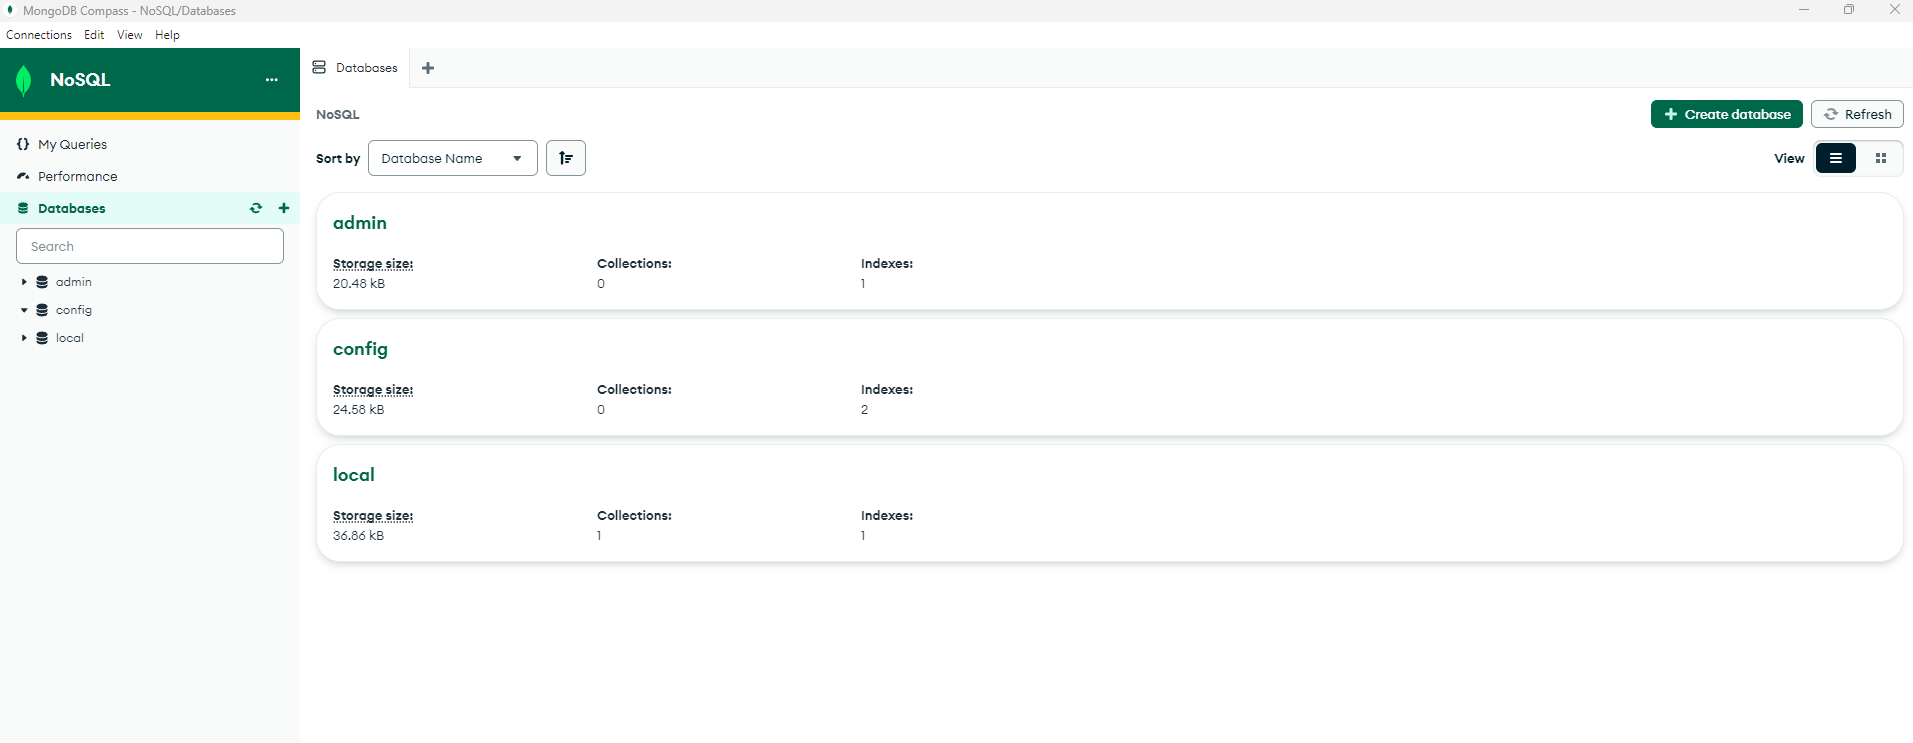 MongoDB Compass - NoSQL/Databases
Connections Edit View Help
NoSQL
My Queries
Performance
Databases
Search
admin
config
local
Databases
NoSQL
Create database
Refresh
Sort by
Database Name
View
admin
Storage size: Collections: Indexes:
20.48 kB 0 1
config
Storage size: Collections: Indexes:
24.58 kB 0 2
local
Storage size: Collections: Indexes:
36.86 kB 1 1